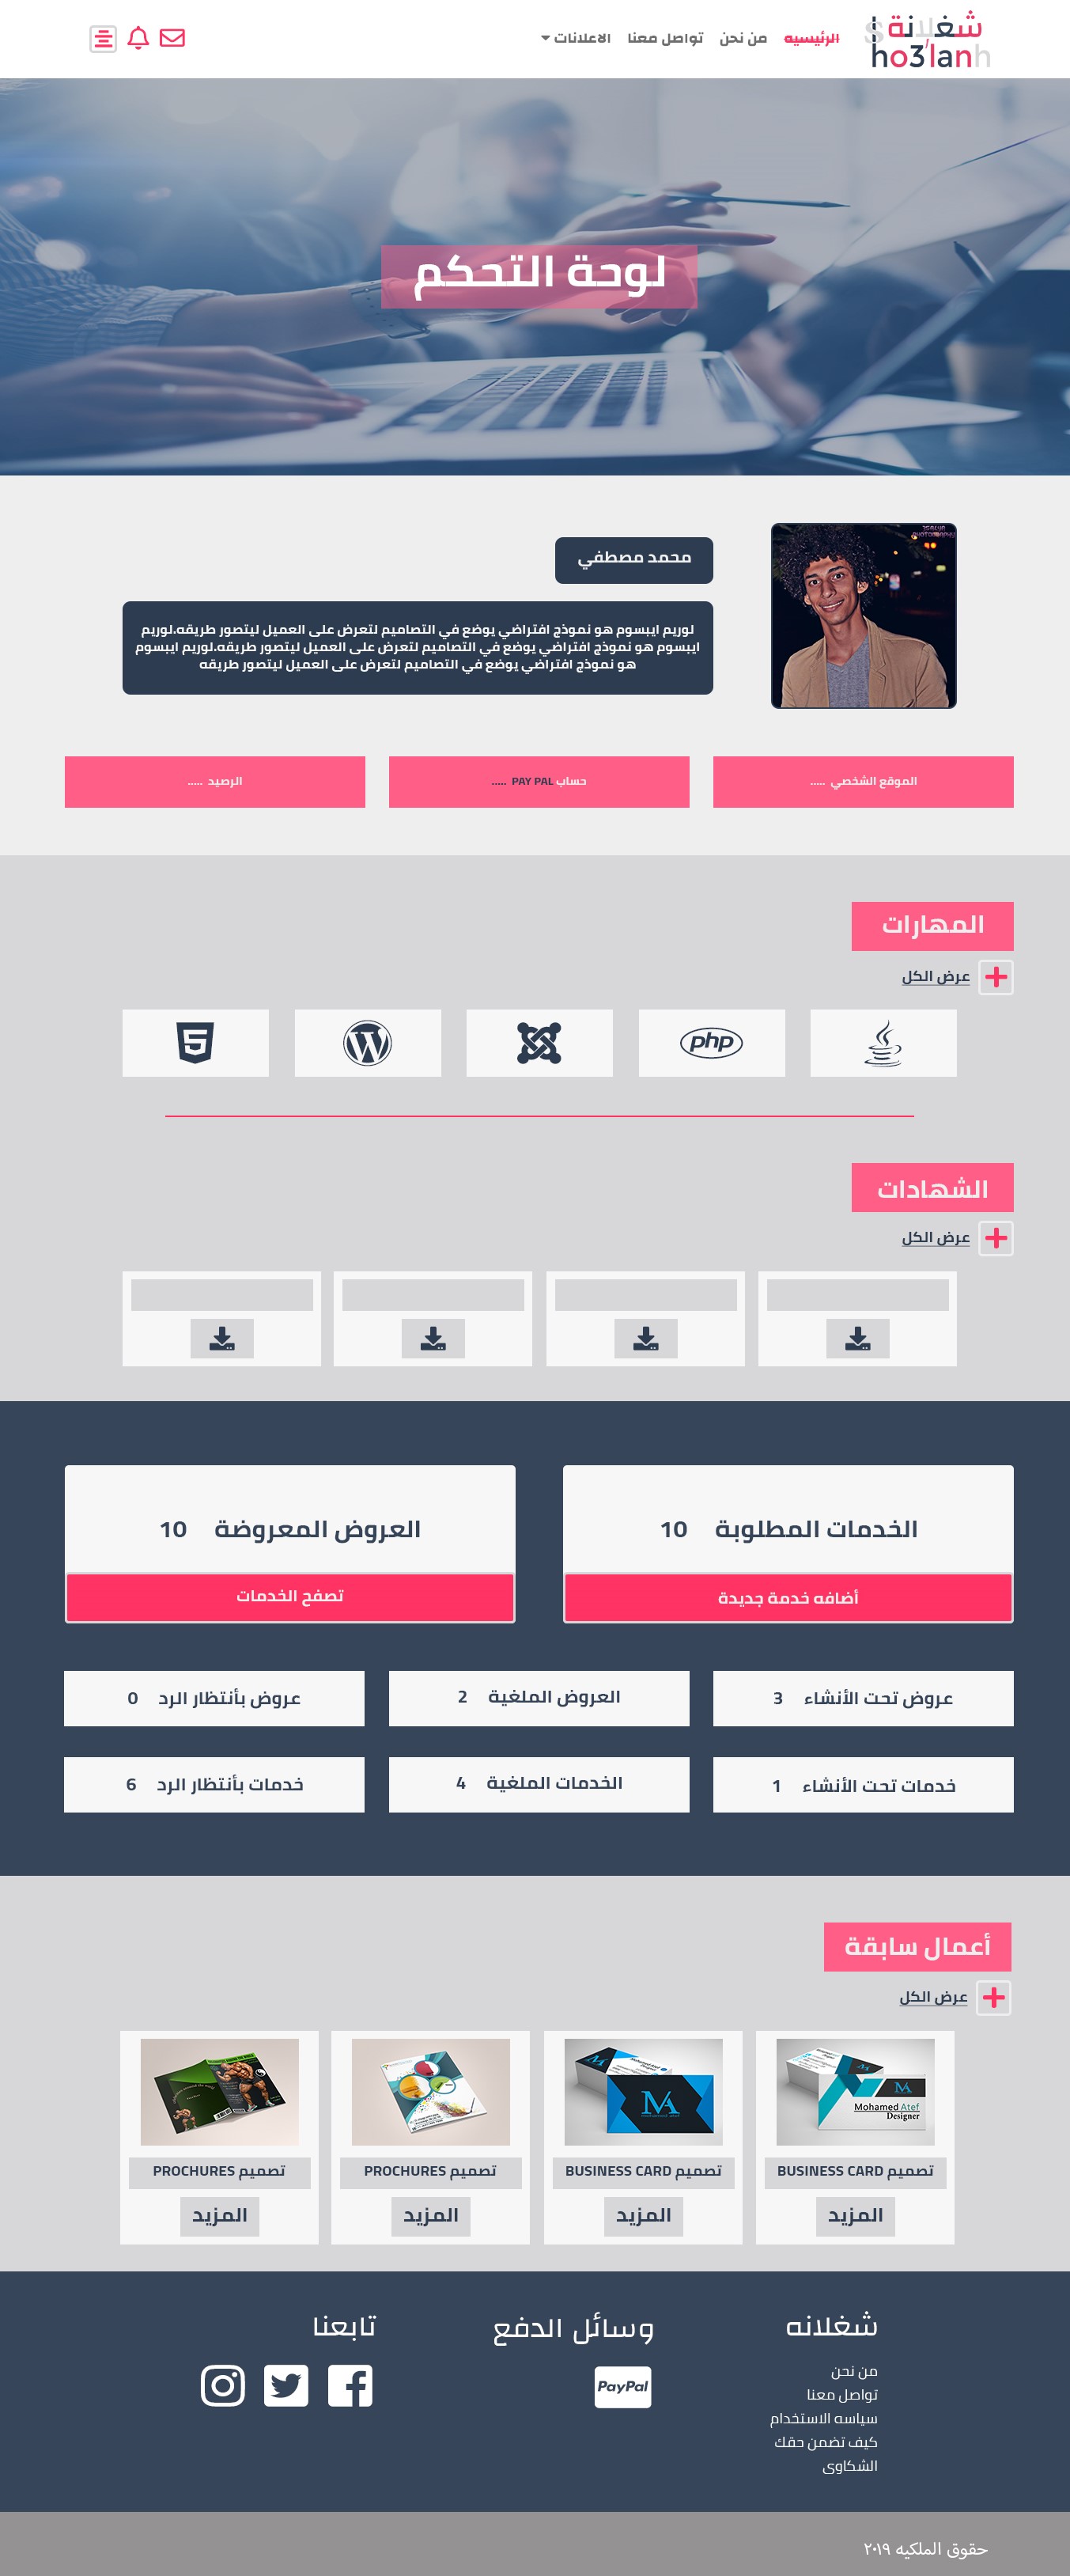 شغلانة
Sho3lanh
الرئيسيه
من نحن
تواصل معنا
الاعلانات
لوحة التحكم
محمد مصطفي
لوريم ايبسوم هو نموذج افتراضي يوضع في التصاميم لتعرض على العميل ليتصور طريقه.لوريم
ايبسوم هو نموذج افتراضي يوضع في التصاميم لتعرض على العميل ليتصور طريقه.لوريم ايبسوم
هو نموذج افتراضي يوضع في التصاميم لتعرض على العميل ليتصور طريقه
الموقع الشخصي .....
حساب PAY PAL .....
الرصيد .....
المهارات
عرض الكل
php
الشهادات
عرض الكل
الخدمات المطلوبة 10
أضافه خدمة جديدة
العروض المعروضة 10
تصفح الخدمات
عروض تحت الأنشاء 3
العروض الملغية 2
عروض بأنتظار الرد 0
خدمات تحت الأنشاء 1
الخدمات الملغية 4
خدمات بأنتظار الرد 6
أعمال سابقة
عرض الكل
Mohamed Atef
Designer
تصميم BUSINESS CARD
المزيد
MA
mohamed atef
تصميم BUSINESS CARD
المزيد
تصميم PROCHURES
المزيد
تصميم PROCHURES
المزيد
شغلانه
من نحن
تواصل معنا
سياسه الاستخدام
كيف تضمن حقك
الشكاوى
وسائل الدفع
PayPal
تابعنا
حقوق الملكيه ٢٠١٩